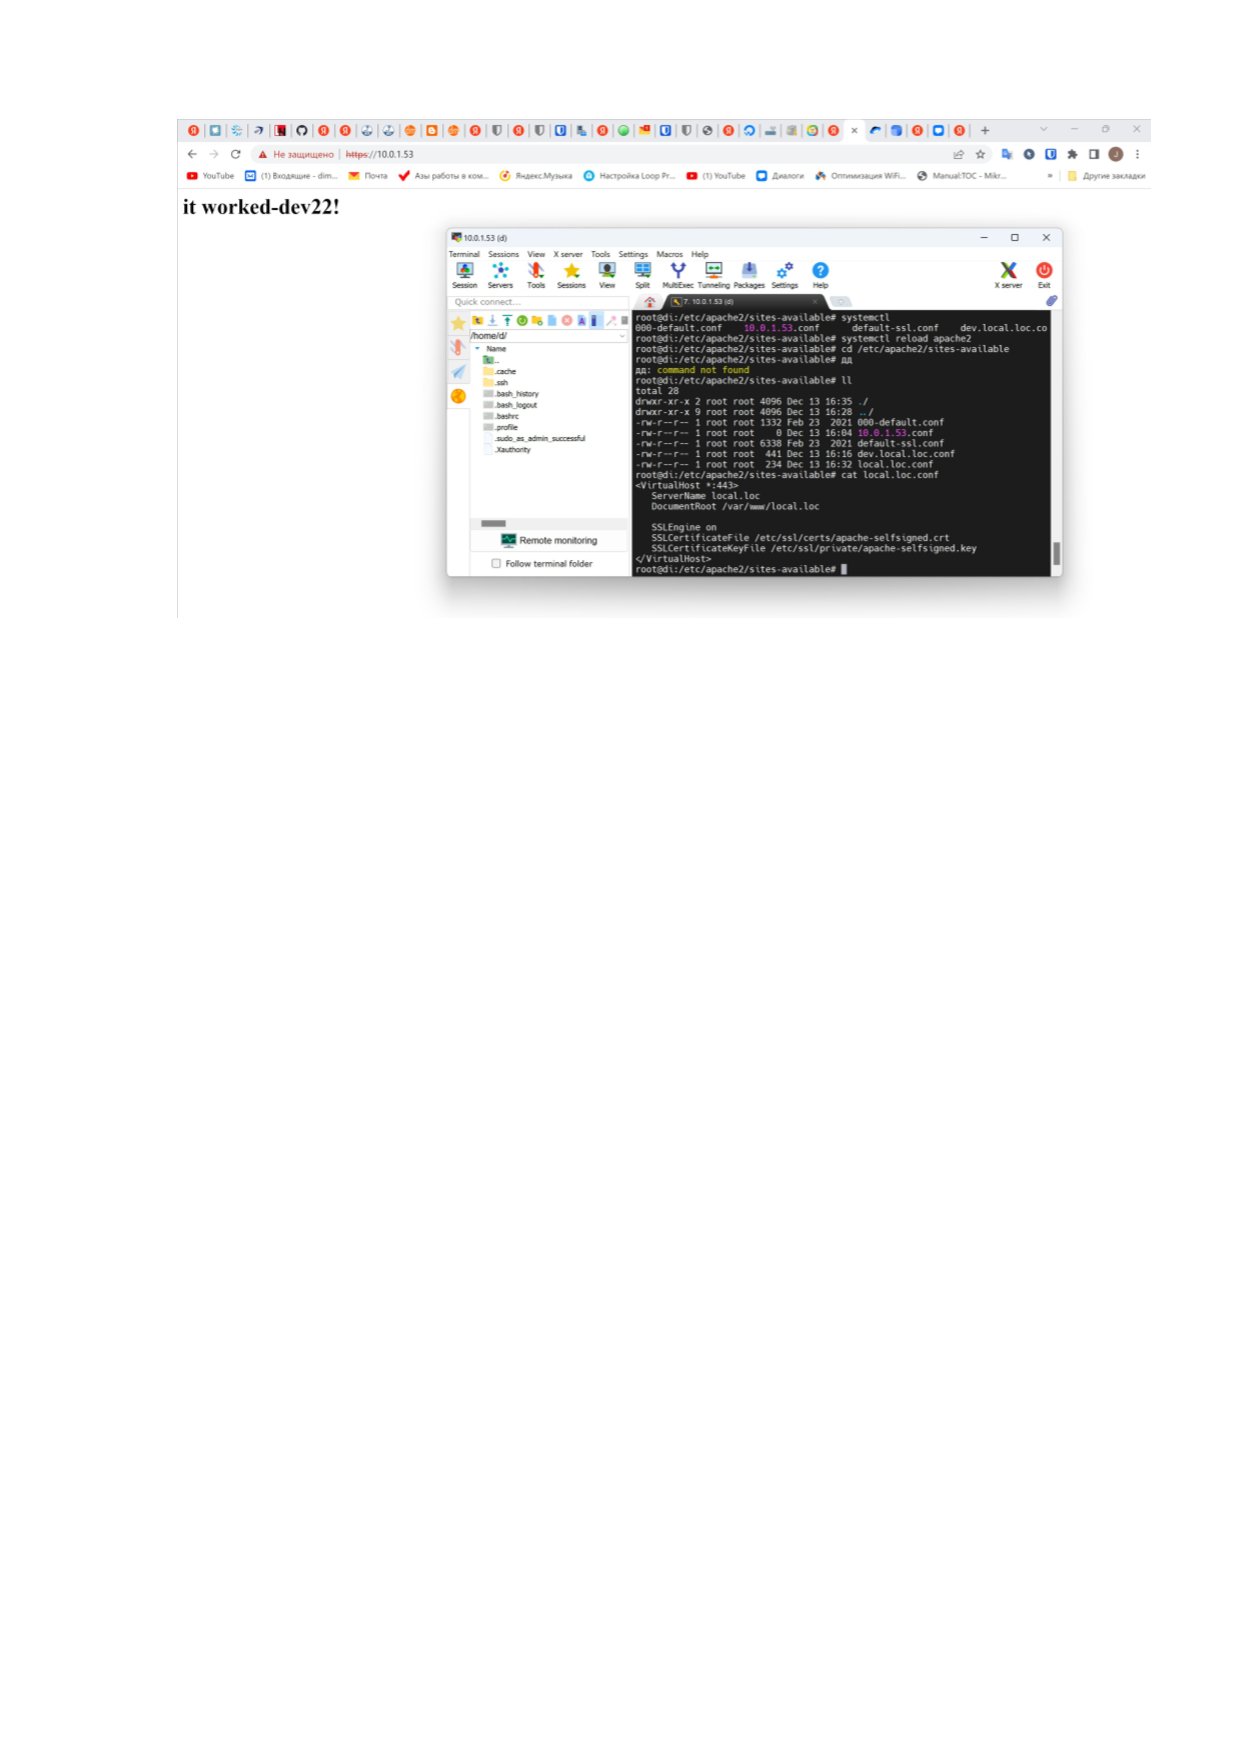 Не защищено | https://10.0.1.53
YouTube (1) Входящие - dim... Почта Азы работы в ком... Яндекс.Музыка Настройка Loop Pr... (1) YouTube Диалоги Оптимизация WiFi... Manual:TOC - Mikr... » Другие закладки
it worked-dev22!
10.0.1.53 (d)
Terminal Sessions View X server Tools Settings Macros Help
Session Servers Tools Sessions View Split MultiExec Tunneling Packages Settings Help X server Exit
Quick connect...
7. 10.0.1.53 (d)
/home/d/
Name
..
.cache
.ssh
.bash_history
.bash_logout
.bashrc
.profile
.sudo_as_admin_successful
.Xauthority
Remote monitoring
Follow terminal folder
root@di:/etc/apache2/sites-available# systemctl
000-default.conf 10.0.1.53.conf default-ssl.conf dev.local.loc.co
root@di:/etc/apache2/sites-available# systemctl reload apache2
root@di:/etc/apache2/sites-available# cd /etc/apache2/sites-available
root@di:/etc/apache2/sites-available# дд
дд: command not found
root@di:/etc/apache2/sites-available# ll
total 28
drwxr-xr-x 2 root root 4096 Dec 13 16:35 ./
drwxr-xr-x 9 root root 4096 Dec 13 16:28 ../
-rw-r--r-- 1 root root 1332 Feb 23 2021 000-default.conf
-rw-r--r-- 1 root root 0 Dec 13 16:04 10.0.1.53.conf
-rw-r--r-- 1 root root 6338 Feb 23 2021 default-ssl.conf
-rw-r--r-- 1 root root 441 Dec 13 16:16 dev.local.loc.conf
-rw-r--r-- 1 root root 234 Dec 13 16:32 local.loc.conf
root@di:/etc/apache2/sites-available# cat local.loc.conf
<VirtualHost *:443>
ServerName local.loc
DocumentRoot /var/www/local.loc
SSLEngine on
SSLCertificateFile /etc/ssl/certs/apache-selfsigned.crt
SSLCertificateKeyFile /etc/ssl/private/apache-selfsigned.key
</VirtualHost>
root@di:/etc/apache2/sites-available#